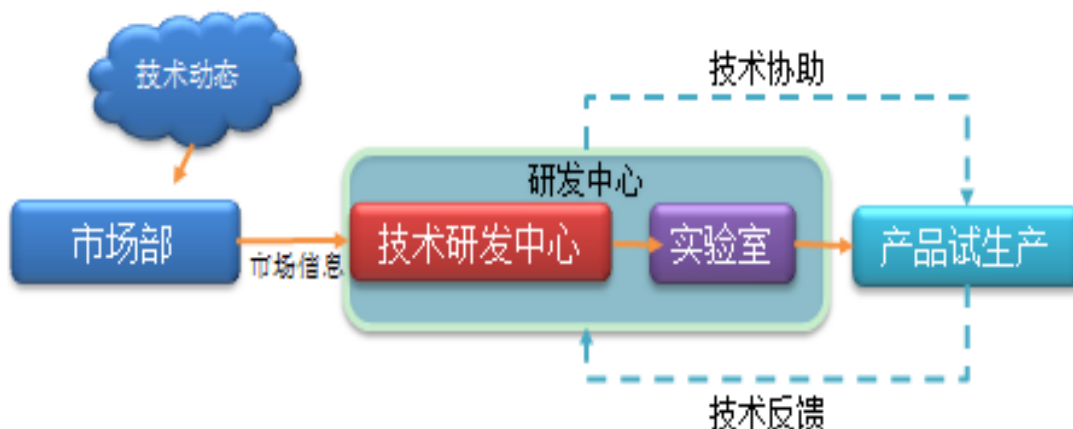 技术动态
技术协助
研发中心
市场部
市场信息
技术研发中心
实验室
产品试生产
技术反馈